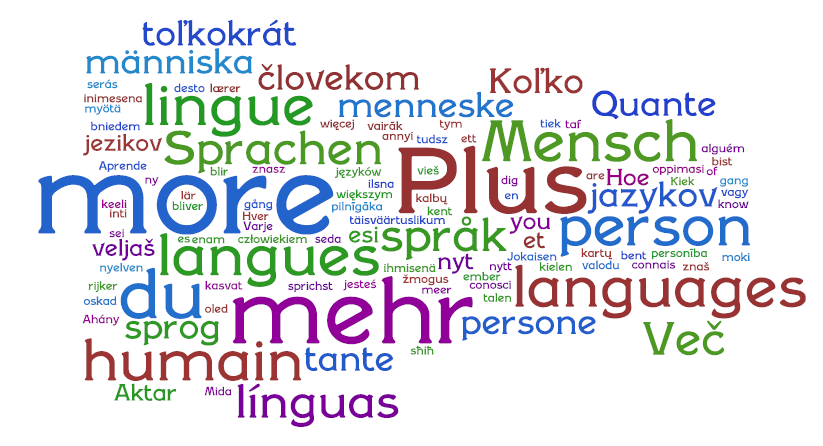 toľkokrát
människa
človekom
Koľko
serás
desto
lærer
inimesena
lingue
menneske
Quante
myötä
więcej
vairāk
tym
tiek
taf
bniedem
annyi
tudsz
ett
Mensch
alguém
jezikov
Sprachen
Plus
bist
Aprende
blir
znasz
języków
vieš
are
oppimasi
of
ny
ilsna
większym
dig
Hoe
Kiek
gang
more
lär
pilnīgāka
kalbų
en
jazykov
vagy
keeli
bliver
gång
know
inti
Hver
täisväärtuslikum
kent
you
person
sei
Varje
esi
språk
veljaš
es
enam
człowiekiem
seda
et
langues
nyt
Jokaisen
kartų
bent
personība
moki
nyelven
ihmisenä
nytt
kielen
valodu
connais
znaš
rijker
du
kasvat
sprichst
jesteś
žmogus
ember
conosci
languages
oskad
mehr
meer
talen
Ahány
oled
sprog
persone
Več
humain
tante
sħiħ
Aktar
Mida
línguas